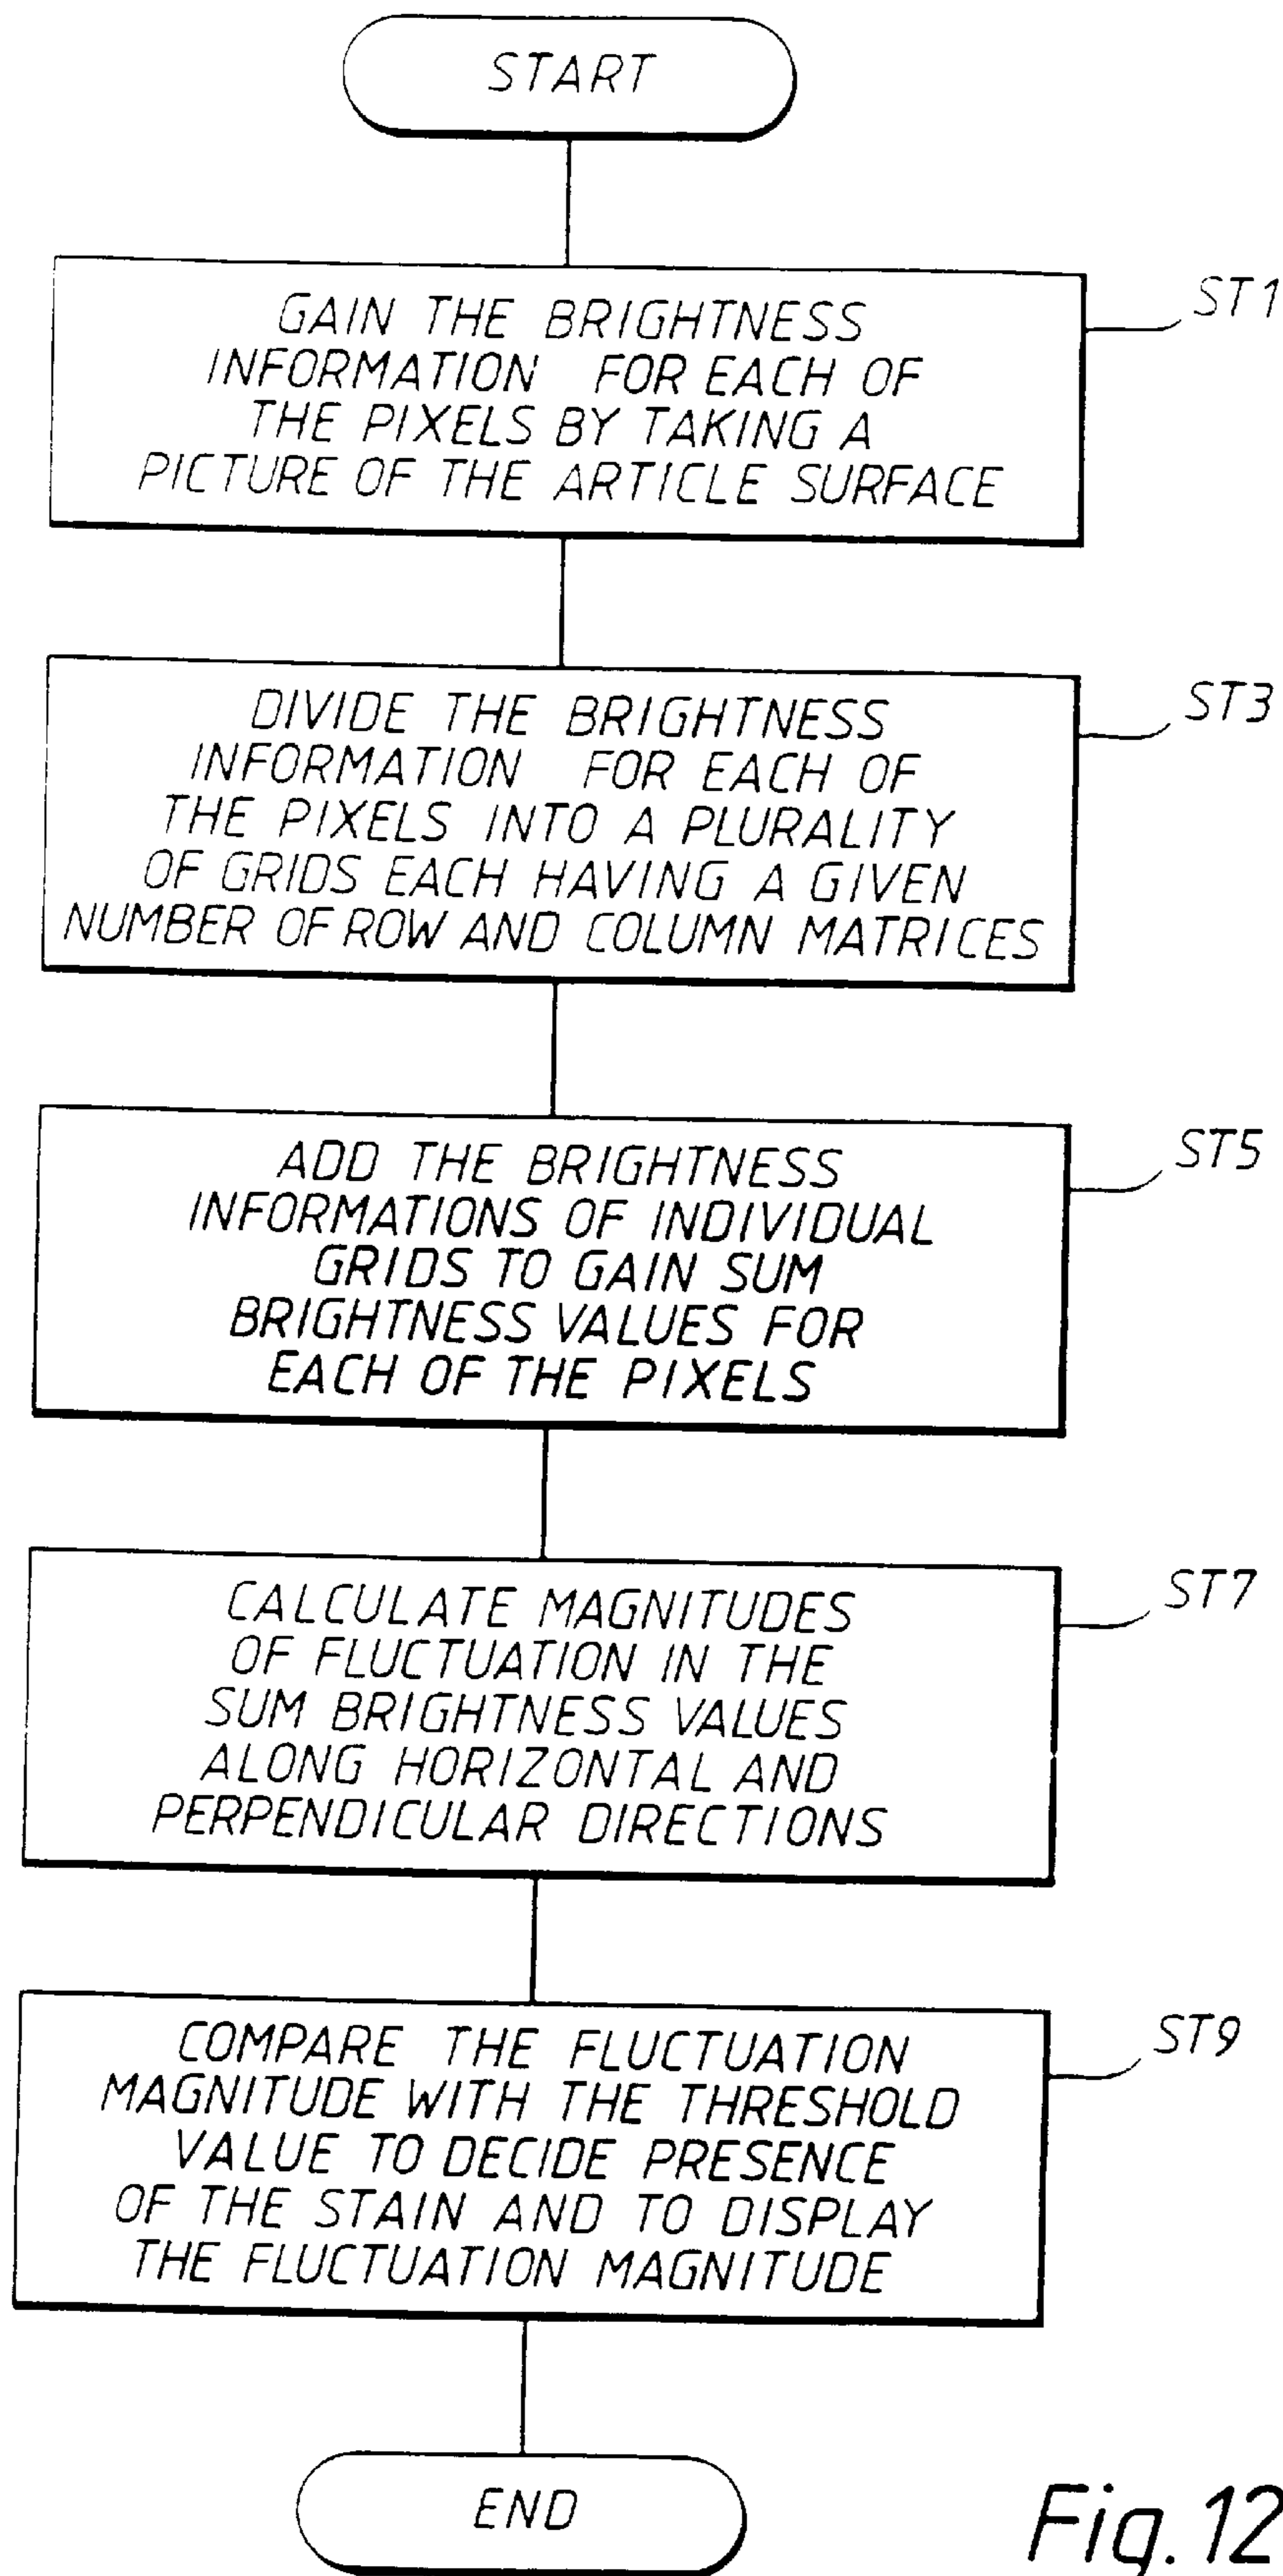 START
GAIN THE BRIGHTNESS
INFORMATION FOR EACH OF
THE PIXELS BY TAKING A
PICTURE OF THE ARTICLE SURFACE
ST1
DIVIDE THE BRIGHTNESS
INFORMATION FOR EACH OF
THE PIXELS INTO A PLURALITY
OF GRIDS EACH HAVING A GIVEN
NUMBER OF ROW AND COLUMN MATRICES
ST3
ADD THE BRIGHTNESS
INFORMATIONS OF INDIVIDUAL
GRIDS TO GAIN SUM
BRIGHTNESS VALUES FOR
EACH OF THE PIXELS
ST5
CALCULATE MAGNITUDES
OF FLUCTUATION IN THE
SUM BRIGHTNESS VALUES
ALONG HORIZONTAL AND
PERPENDICULAR DIRECTIONS
ST7
COMPARE THE FLUCTUATION
MAGNITUDE WITH THE THRESHOLD
VALUE TO DECIDE PRESENCE
OF THE STAIN AND TO DISPLAY
THE FLUCTUATION MAGNITUDE
ST9
END
Fig. 12